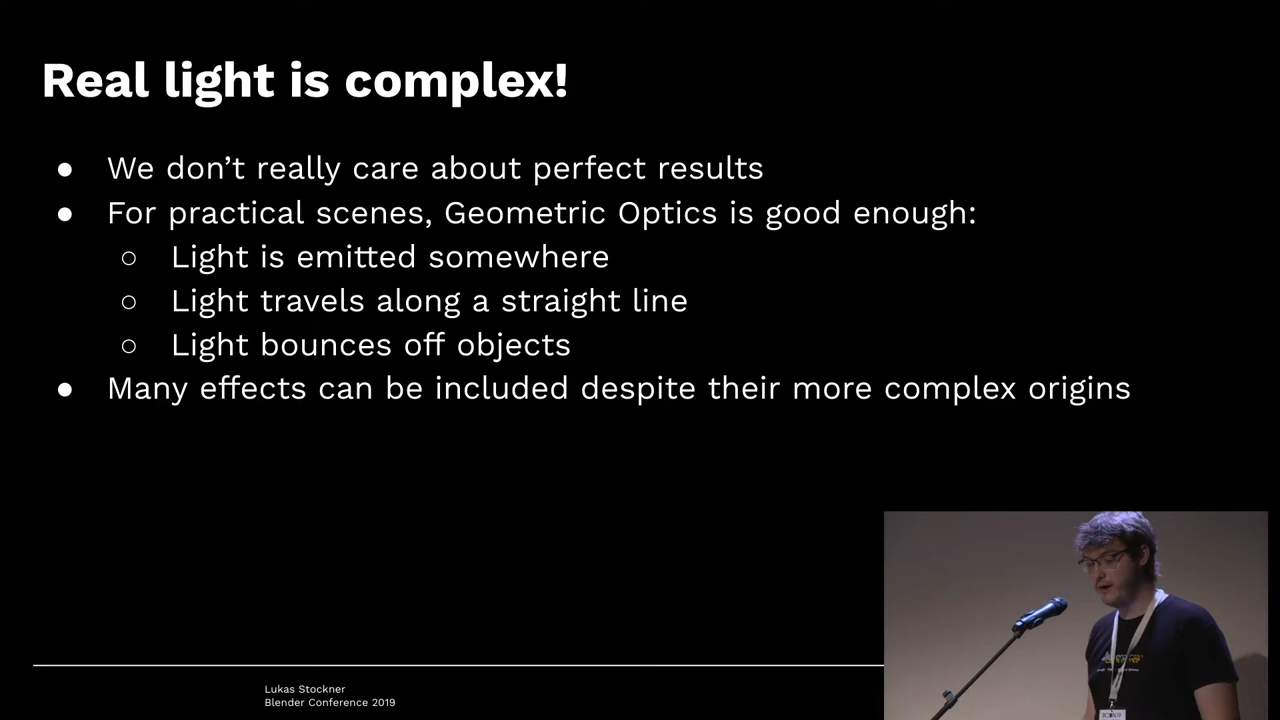 Real light is complex!
● We don’t really care about perfect results
● For practical scenes, Geometric Optics is good enough:
○ Light is emitted somewhere
○ Light travels along a straight line
○ Light bounces off objects
● Many effects can be included despite their more complex origins
Lukas Stockner
Blender Conference 2019